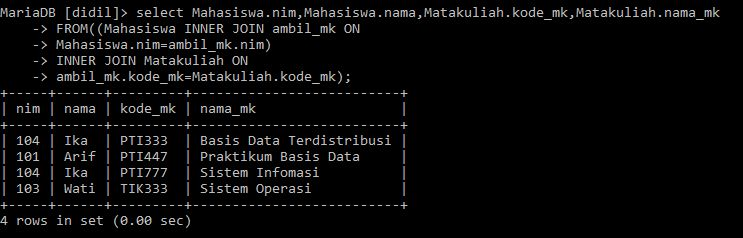 MariaDB [didil]> select Mahasiswa.nim,Mahasiswa.nama,Matakuliah.kode_mk,Matakuliah.nama_mk
    -> FROM((Mahasiswa INNER JOIN ambil_mk ON
    -> Mahasiswa.nim=ambil_mk.nim)
    -> INNER JOIN Matakuliah ON
    -> ambil_mk.kode_mk=Matakuliah.kode_mk);
+-----+------+---------+--------------------------+
| nim | nama | kode_mk | nama_mk                  |
+-----+------+---------+--------------------------+
| 104 | Ika  | PTI333  | Basis Data Terdistribusi |
| 101 | Arif | PTI447  | Praktikum Basis Data     |
| 104 | Ika  | PTI777  | Sistem Infomasi          |
| 103 | Wati | TIK333  | Sistem Operasi           |
+-----+------+---------+--------------------------+
4 rows in set (0.00 sec)